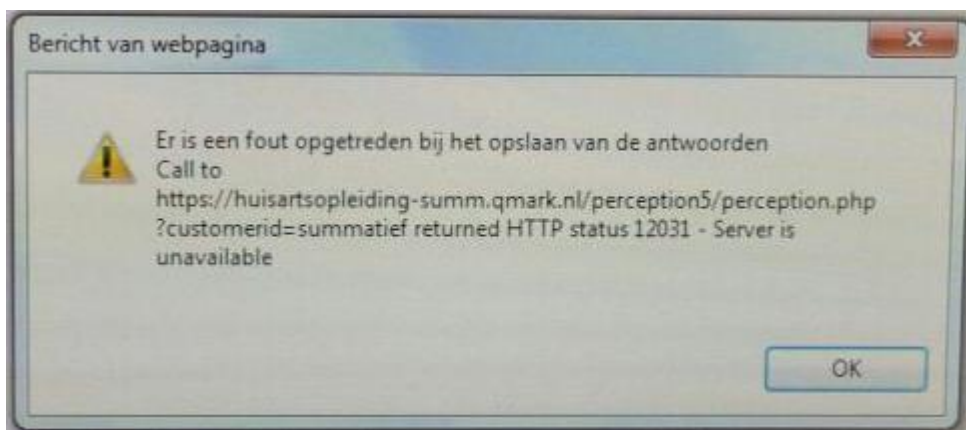 Bericht van webpagina
Er is een fout opgetreden bij het opslaan van de antwoorden
Call to
https://huisartsopleiding-summ.qmark.nl/perception5/perception.php
?customerid=summatief returned HTTP status 12031 - Server is
unavailable
OK